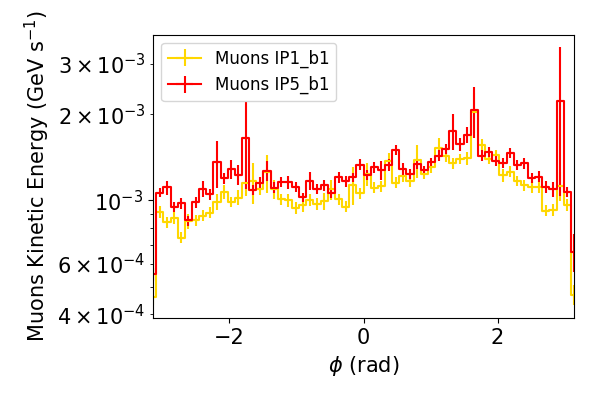 Muons Kinetic Energy (GeV s⁻¹)
3 × 10⁻³
2 × 10⁻³
10⁻³
6 × 10⁻⁴
4 × 10⁻⁴
Muons IP1_b1
Muons IP5_b1
−2 0 2
ϕ (rad)